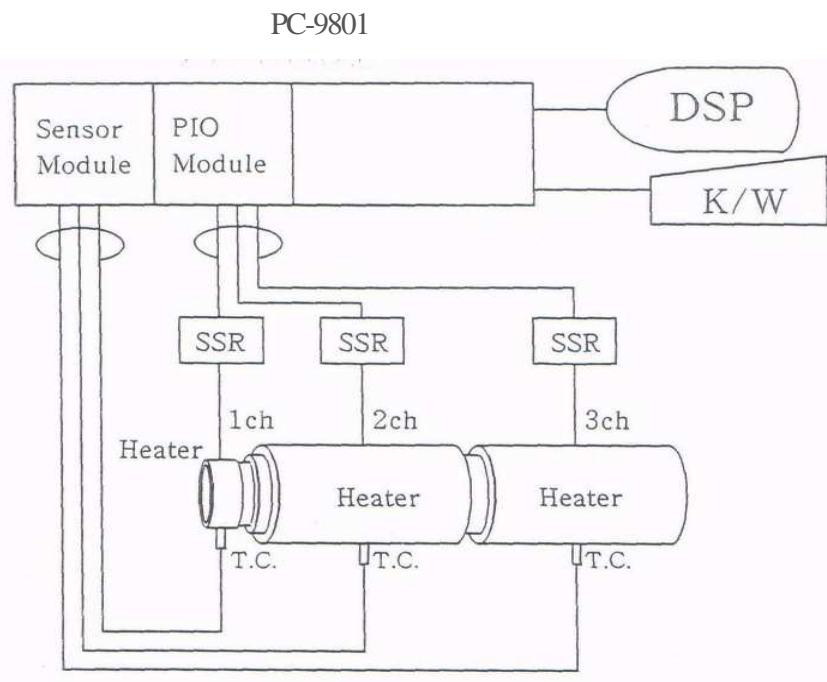 PC-9801
Sensor
Module
PIO
Module
DSP
K/W
SSR
SSR
SSR
1ch
2ch
3ch
Heater
Heater
Heater
T.C.
T.C.
T.C.